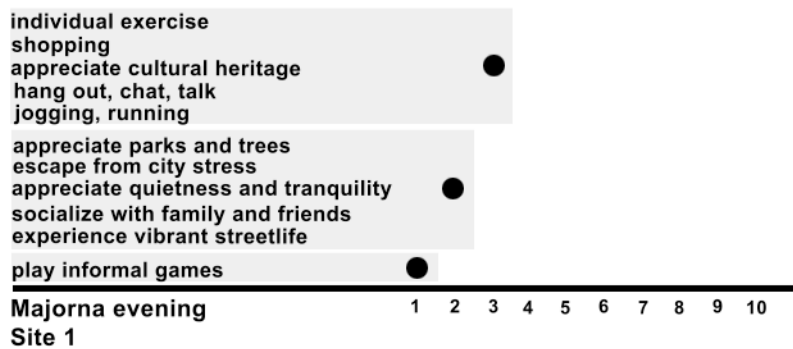 individual exercise
shopping
appreciate cultural heritage
hang out, chat, talk
jogging, running
appreciate parks and trees
escape from city stress
appreciate quietness and tranquility
socialize with family and friends
experience vibrant streetlife
play informal games
Majorna evening 1 2 3 4 5 6 7 8 9 10
Site 1